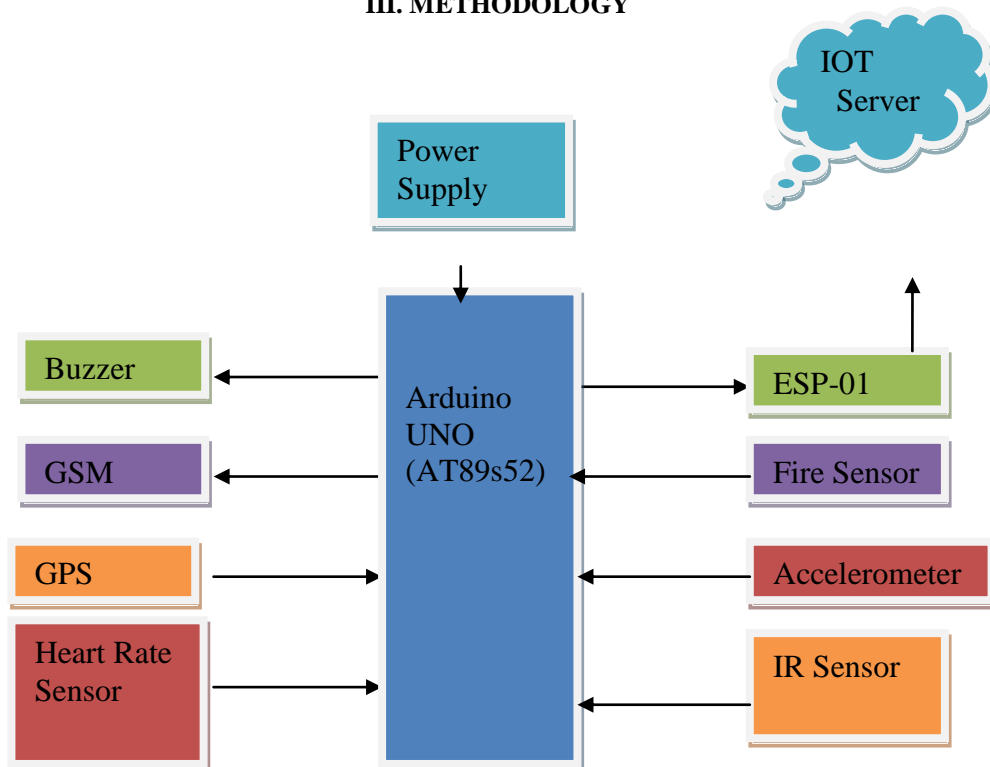 III. METHODOLOGY
IOT
Server
Power
Supply
Buzzer
GSM
GPS
Heart Rate
Sensor
Arduino
UNO
(AT89s52)
ESP-01
Fire Sensor
Accelerometer
IR Sensor